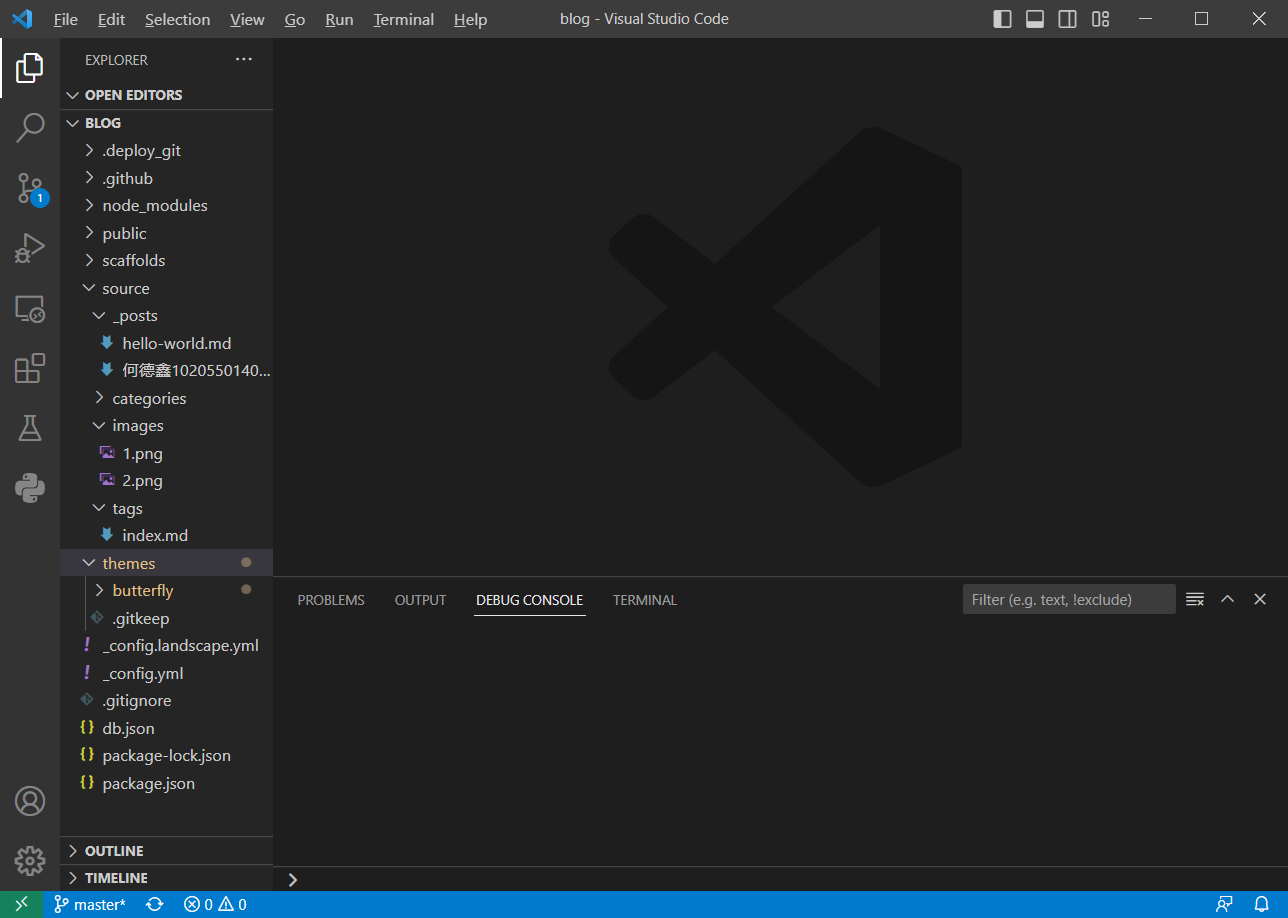 File Edit Selection View Go Run Terminal Help blog - Visual Studio Code
EXPLORER
OPEN EDITORS
BLOG
.deploy_git
.github
1
node_modules
public
scaffolds
source
_posts
hello-world.md
何德鑫1020550140...
categories
images
1.png
2.png
tags
index.md
themes
butterfly
.gitkeep
_config.landscape.yml
_config.yml
.gitignore
db.json
package-lock.json
package.json
OUTLINE
TIMELINE
PROBLEMS OUTPUT DEBUG CONSOLE TERMINAL Filter (e.g. text, !exclude)
master* 0 0